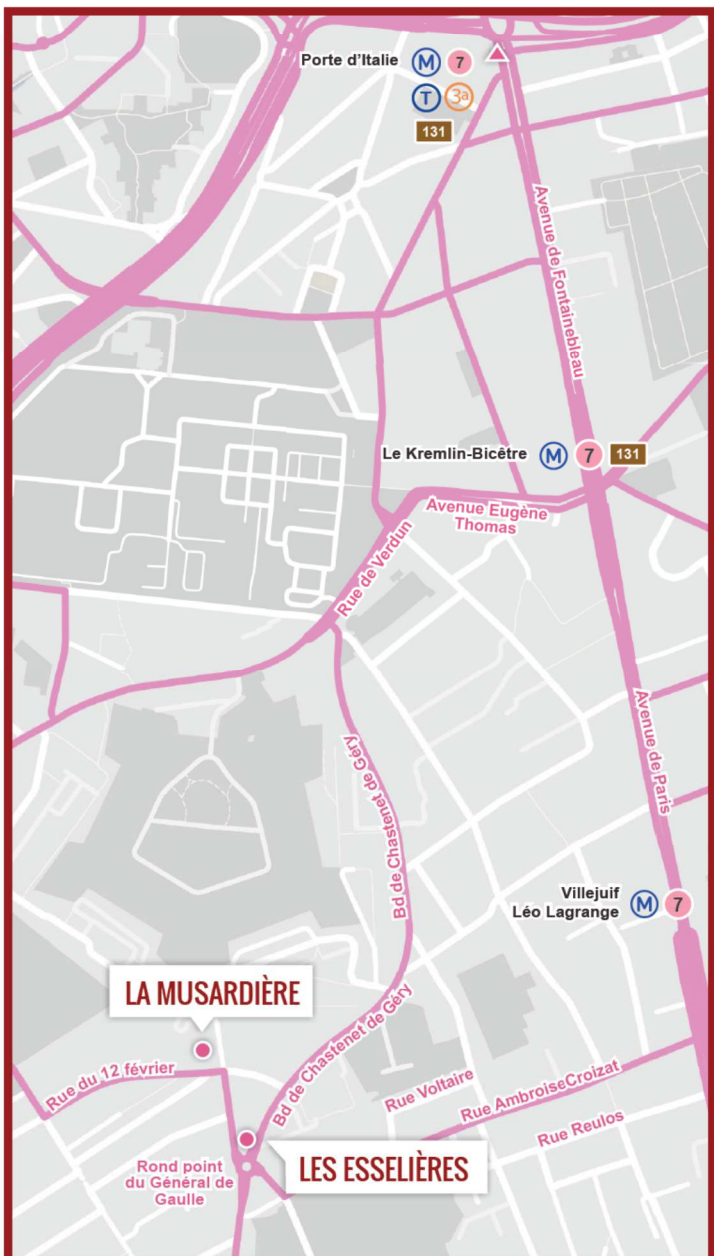 Porte d'Italie M 7
T 3a
131
Avenue de Fontainebleau
Le Kremlin-Bicêtre M 7 131
Avenue Eugène
Thomas
Rue de Verdun
Avenue de Paris
Bd de Chastenet de Géry
Villejuif
Léo Lagrange
M 7
LA MUSARDIÈRE
Bd de Chastenet de Géry
Rue du 12 février
Rue Voltaire
Rue AmbroiseCroizat
Rue Reulos
Rond point
du Général de
Gaulle
LES ESSELIÈRES